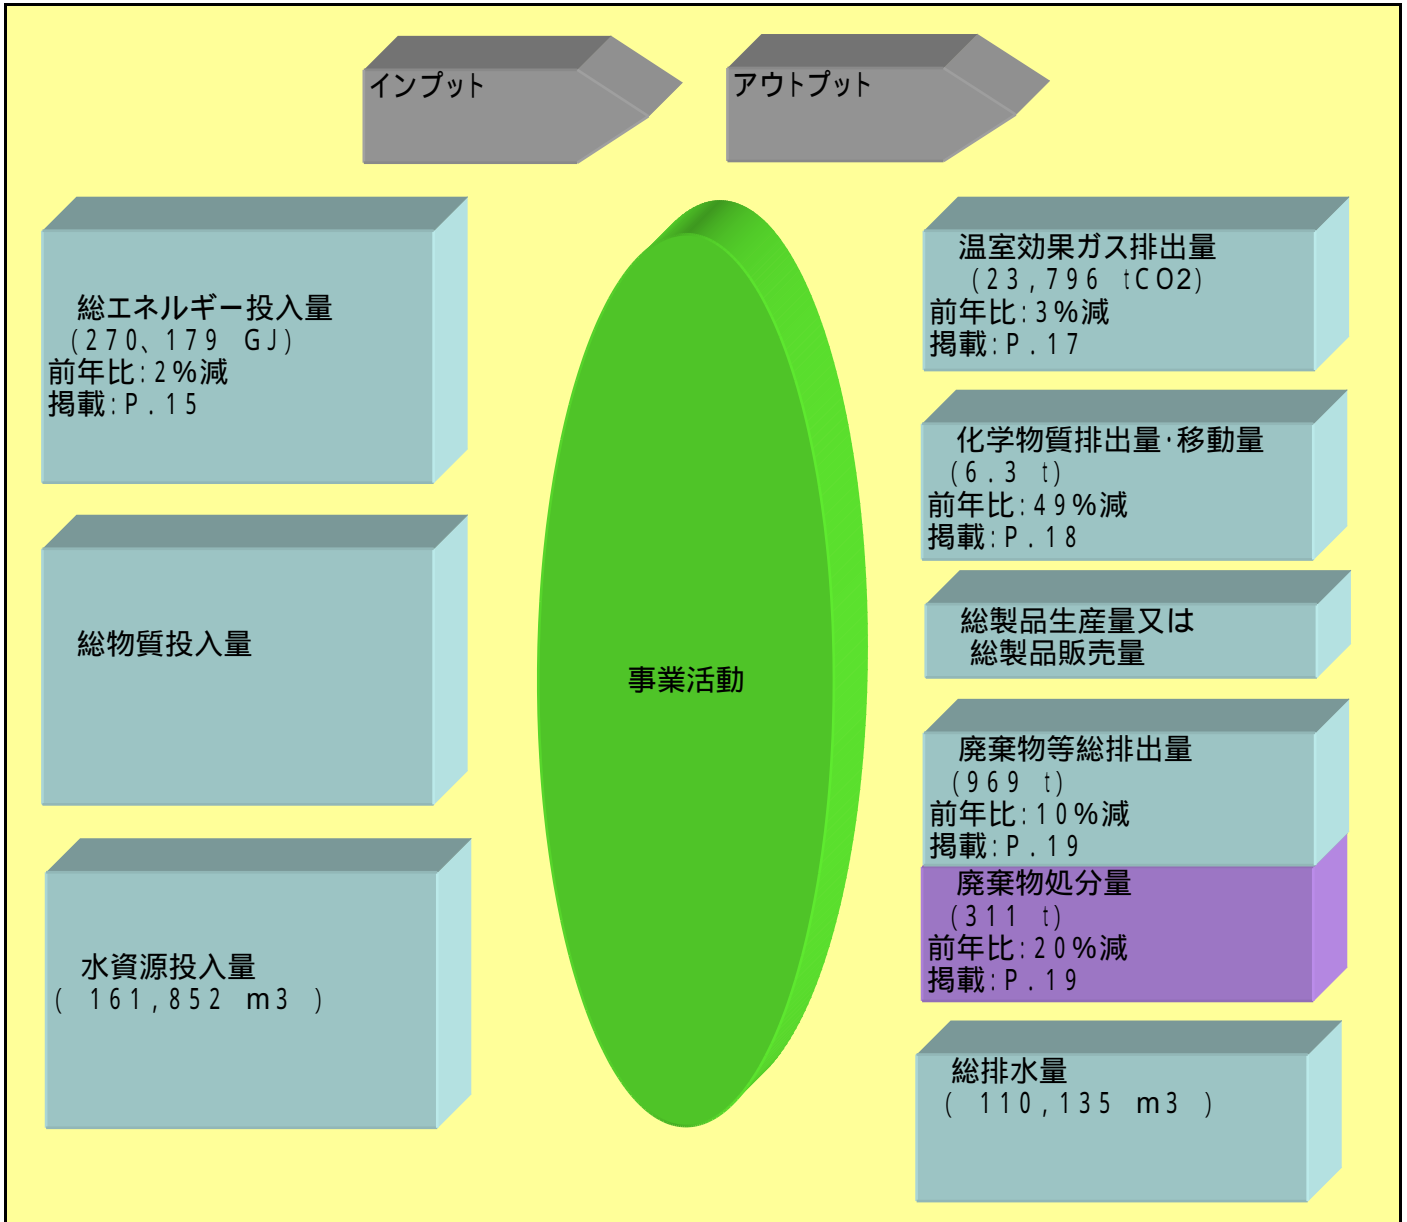 インプット
アウトプット
総エネルギー投入量
(270、179 GJ)
前年比:2%減
掲載:P.15
総物質投入量
水資源投入量
( 161,852 m3 )
事業活動
温室効果ガス排出量
(23,796 tCO2)
前年比:3%減
掲載:P.17
化学物質排出量・移動量
(6.3 t)
前年比:49%減
掲載:P.18
総製品生産量又は
総製品販売量
廃棄物等総排出量
(969 t)
前年比:10%減
掲載:P.19
廃棄物処分量
(311 t)
前年比:20%減
掲載:P.19
総排水量
( 110,135 m3 )